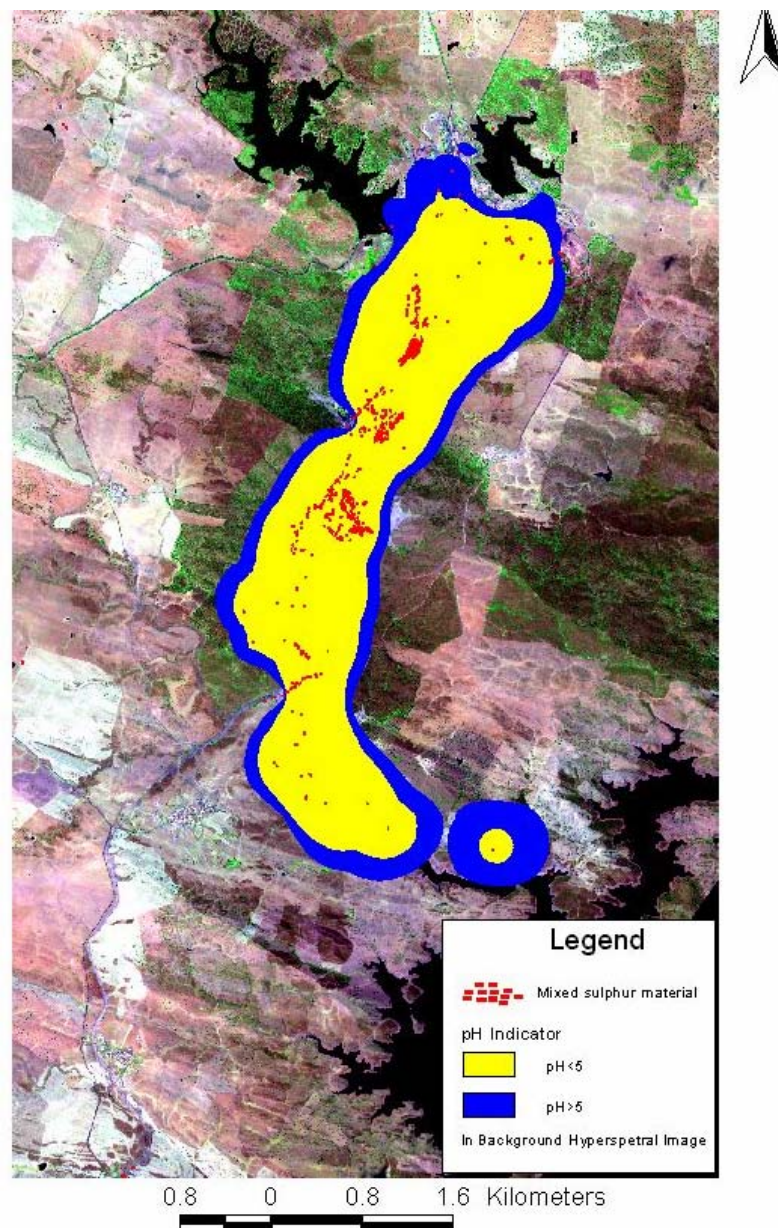 Legend
Mixed sulphur material
pH Indicator
pH<5
pH>5
In Background Hyperspetral Image
0.8 0 0.8 1.6 Kilometers